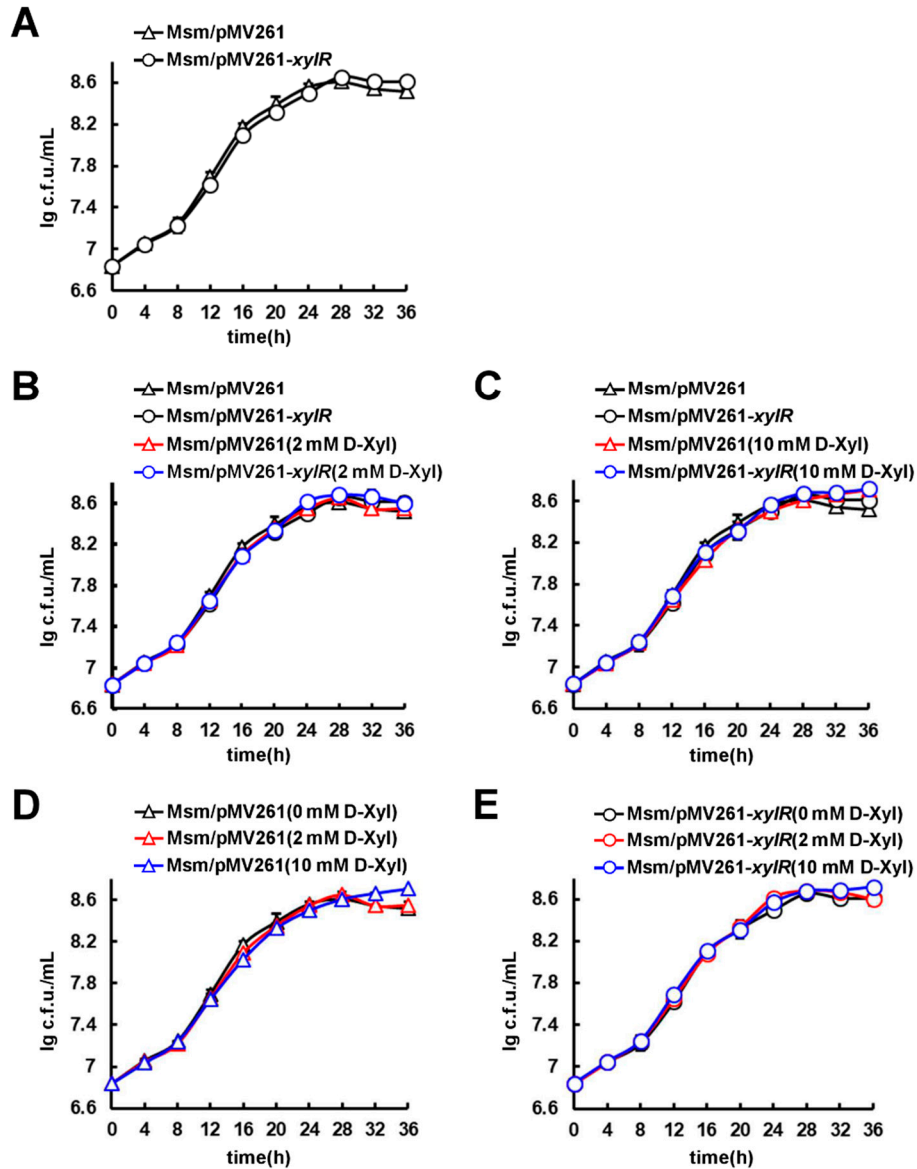 A
Msm/pMV261
Msm/pMV261-xylR
8.6
8.2
7.8
7.4
7
6.6
lg c.f.u./mL
0 4 8 12 16 20 24 28 32 36
time(h)
B
Msm/pMV261
Msm/pMV261-xylR
Msm/pMV261(2 mM D-Xyl)
Msm/pMV261-xylR(2 mM D-Xyl)
8.6
8.2
7.8
7.4
7
6.6
lg c.f.u./mL
0 4 8 12 16 20 24 28 32 36
time(h)
C
Msm/pMV261
Msm/pMV261-xylR
Msm/pMV261(10 mM D-Xyl)
Msm/pMV261-xylR(10 mM D-Xyl)
8.6
8.2
7.8
7.4
7
6.6
lg c.f.u./mL
0 4 8 12 16 20 24 28 32 36
time(h)
D
Msm/pMV261(0 mM D-Xyl)
Msm/pMV261(2 mM D-Xyl)
Msm/pMV261(10 mM D-Xyl)
8.6
8.2
7.8
7.4
7
6.6
lg c.f.u./mL
0 4 8 12 16 20 24 28 32 36
time(h)
E
Msm/pMV261-xylR(0 mM D-Xyl)
Msm/pMV261-xylR(2 mM D-Xyl)
Msm/pMV261-xylR(10 mM D-Xyl)
8.6
8.2
7.8
7.4
7
6.6
lg c.f.u./mL
0 4 8 12 16 20 24 28 32 36
time(h)